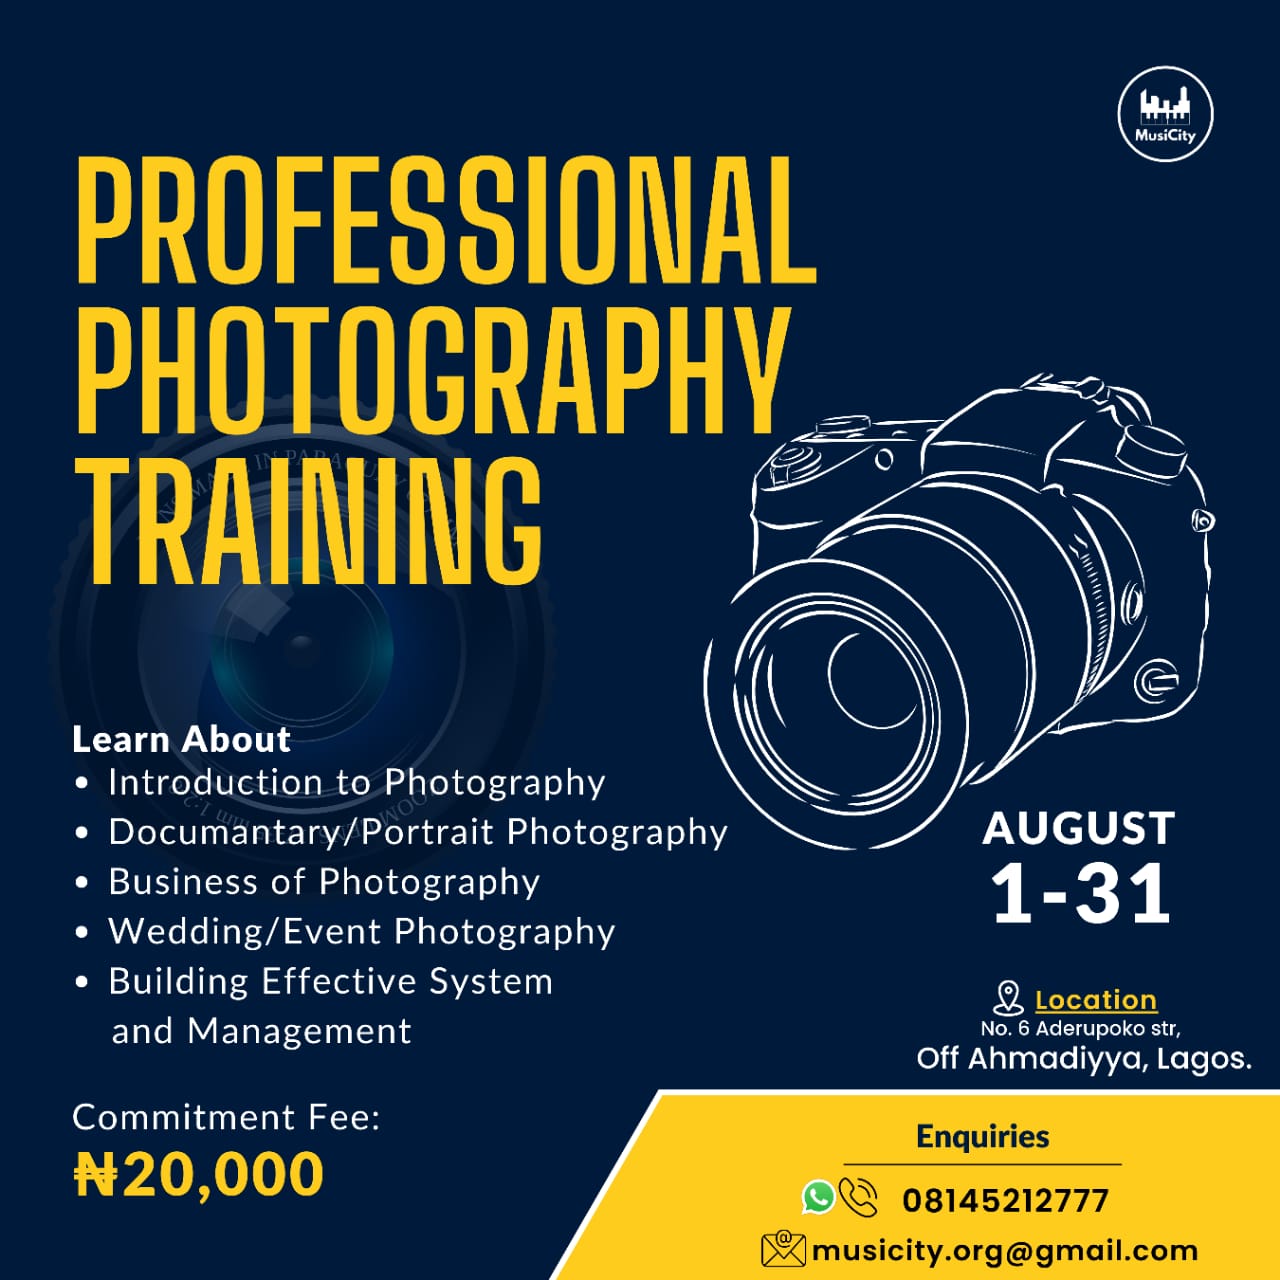 MusiCity
PROFESSIONAL
PHOTOGRAPHY
TRAINING
IN PARA
Learn About
• Introduction to Photography
• Documantary/Portrait Photography
• Business of Photography
• Wedding/Event Photography
• Building Effective System
and Management
AUGUST
1-31
Location
No. 6 Aderupoko str,
Off Ahmadiyya, Lagos.
Commitment Fee:
₦20,000
Enquiries
08145212777
musicity.org@gmail.com